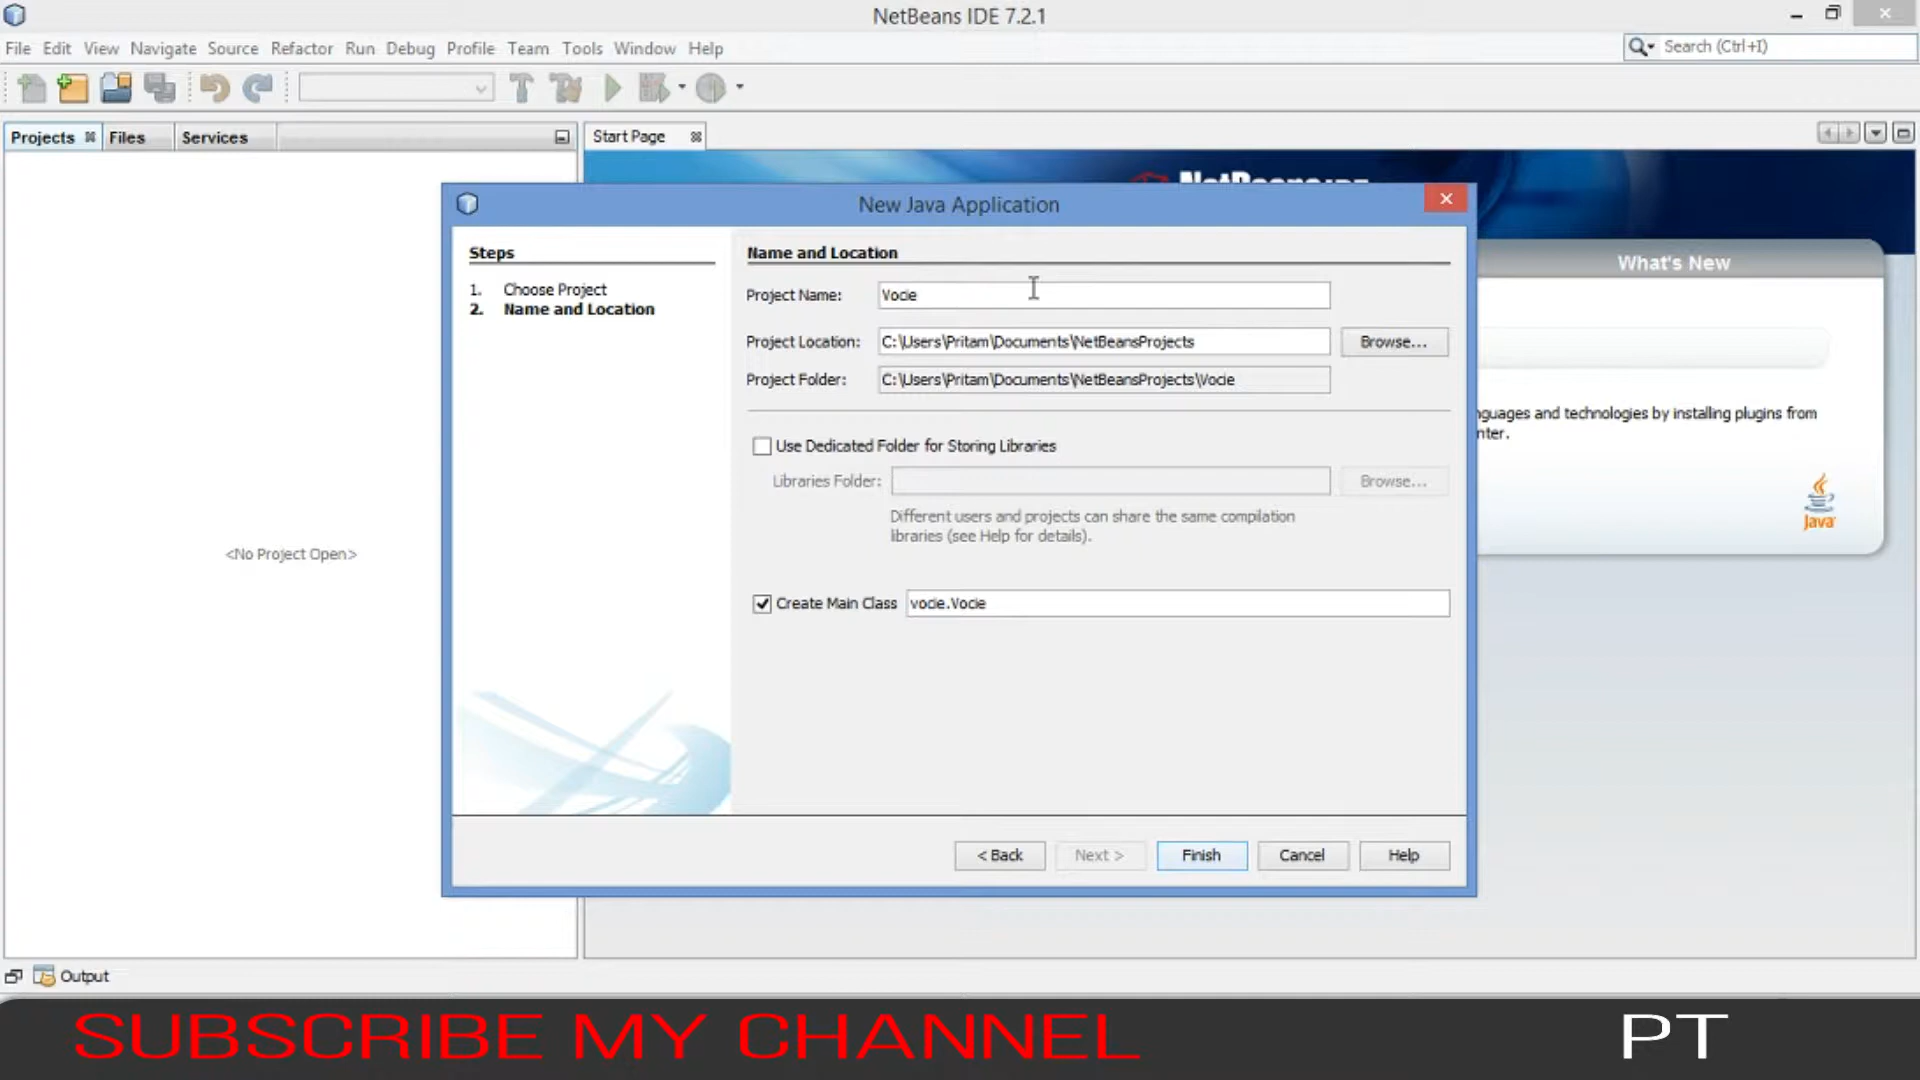 NetBeans IDE 7.2.1
File Edit View Navigate Source Refactor Run Debug Profile Team Tools Window Help
Search (Ctrl+I)
Projects Files Services
Start Page
New Java Application
What's New
Steps
1. Choose Project
2. Name and Location
Name and Location
Project Name: Vocie
Project Location: C:\Users\Pritam\Documents\NetBeansProjects Browse...
Project Folder: C:\Users\Pritam\Documents\NetBeansProjects\Vocie
Use Dedicated Folder for Storing Libraries
Libraries Folder: Browse...
Different users and projects can share the same compilation
libraries (see Help for details).
Create Main Class vocie.Vocie
nguages and technologies by installing plugins from
nter.
Java
<No Project Open>
< Back Next > Finish Cancel Help
Output
SUBSCRIBE MY CHANNEL
PT